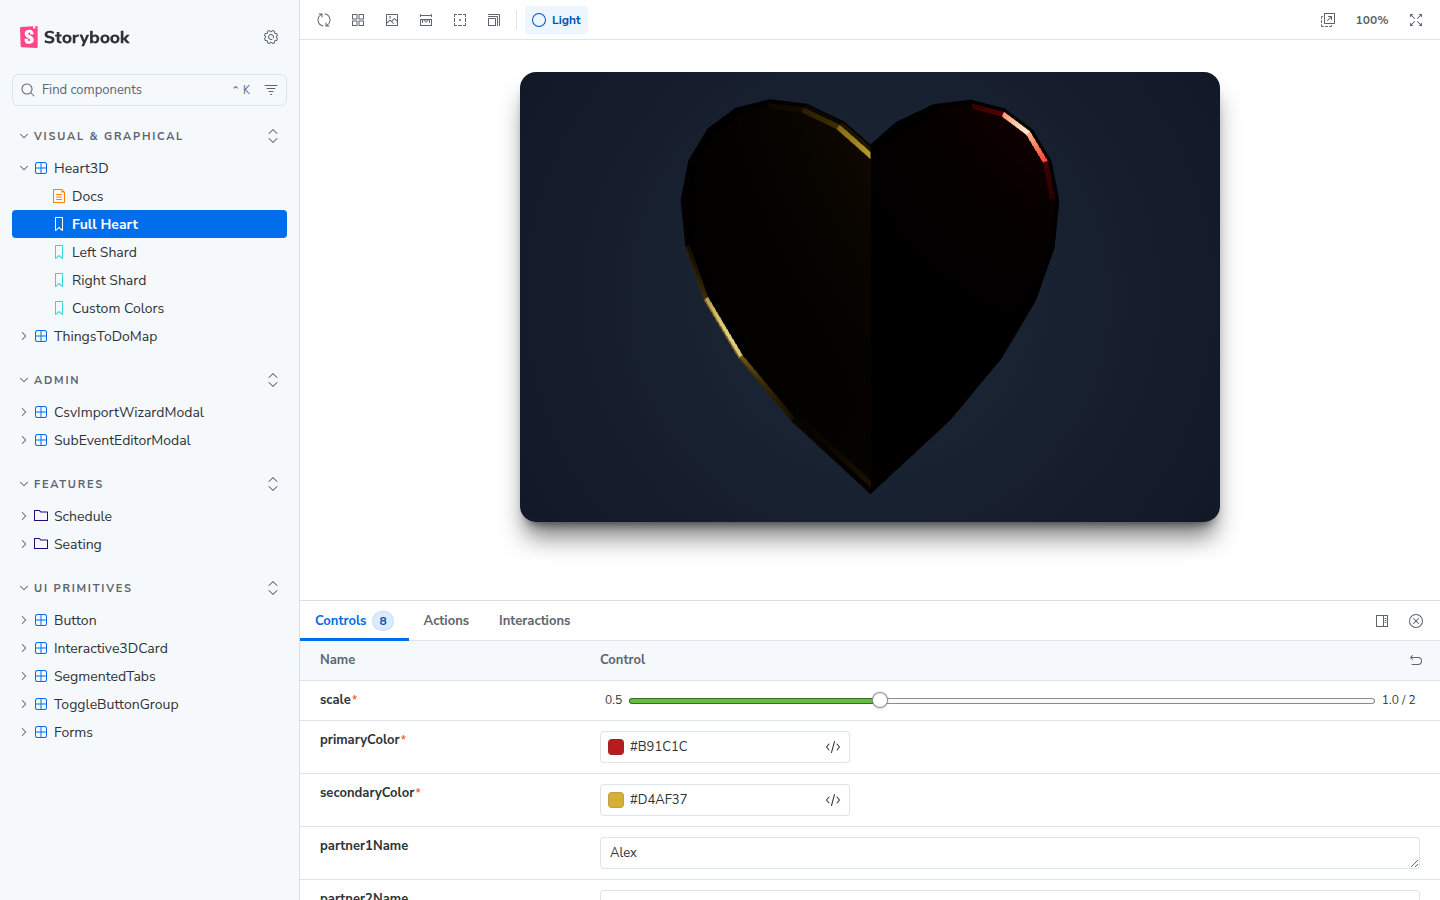 Storybook
Find components
⌃ K
VISUAL & GRAPHICAL
Heart3D
Docs
Full Heart
Left Shard
Right Shard
Custom Colors
ThingsToDoMap
ADMIN
CsvImportWizardModal
SubEventEditorModal
FEATURES
Schedule
Seating
UI PRIMITIVES
Button
Interactive3DCard
SegmentedTabs
ToggleButtonGroup
Forms
Light
100%
Controls 8 Actions Interactions
Name Control
scale* 0.5 1.0 / 2
primaryColor* #B91C1C
secondaryColor* #D4AF37
partner1Name Alex
partner2Name